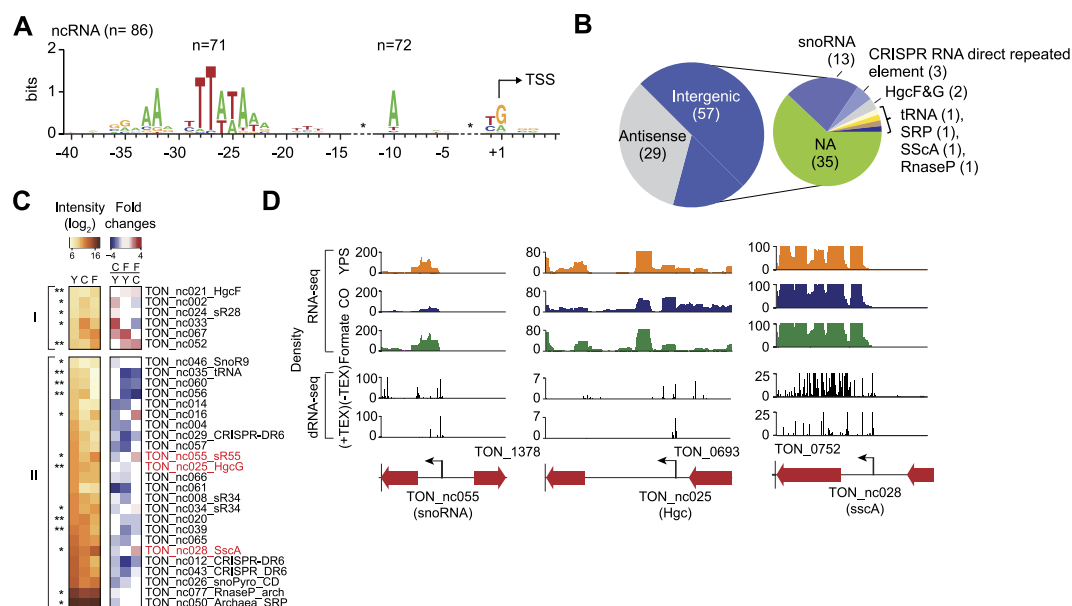 A
ncRNA (n= 86)
n=71
n=72
TSS
bits
2
1
0
* *
-40 -35 -30 -25 -20 -15 -10 -5 +1
B
Intergenic
(57)
Antisense
(29)
snoRNA
(13)
CRISPR RNA direct repeated
element (3)
HgcF&G (2)
tRNA (1),
SRP (1),
SScA (1),
RnaseP (1)
NA
(35)
C
Intensity
(log2)
6 16
Fold
changes
-4 4
Y C F
C F F
Y Y C
I
** TON_nc021_HgcF
* TON_nc002
* TON_nc024_sR28
* TON_nc033
TON_nc067
** TON_nc052
II
* TON_nc046_SnoR9
** TON_nc035_tRNA
** TON_nc060
** TON_nc056
TON_nc014
* TON_nc016
TON_nc004
TON_nc029_CRISPR-DR6
TON_nc057
* TON_nc055_sR55
** TON_nc025_HgcG
TON_nc066
TON_nc061
TON_nc008_sR34
* TON_nc034_sR34
** TON_nc020
** TON_nc039
TON_nc065
* TON_nc028_SscA
TON_nc012_CRISPR-DR6
TON_nc043_CRISPR_DR6
TON_nc026_snoPyro_CD
* TON_nc077_RnaseP_arch
* TON_nc050_Archaea_SRP
D
Density
RNA-seq
dRNA-seq
YPS
CO
Formate
(-TEX)
(+TEX)
200
0
200
0
200
0
100
0
100
0
TON_1378
TON_nc055
(snoRNA)
80
0
80
0
80
0
7
1
7
1
TON_0693
TON_nc025
(Hgc)
100
0
100
0
100
0
25
0
25
0
TON_0752
TON_nc028
(sscA)